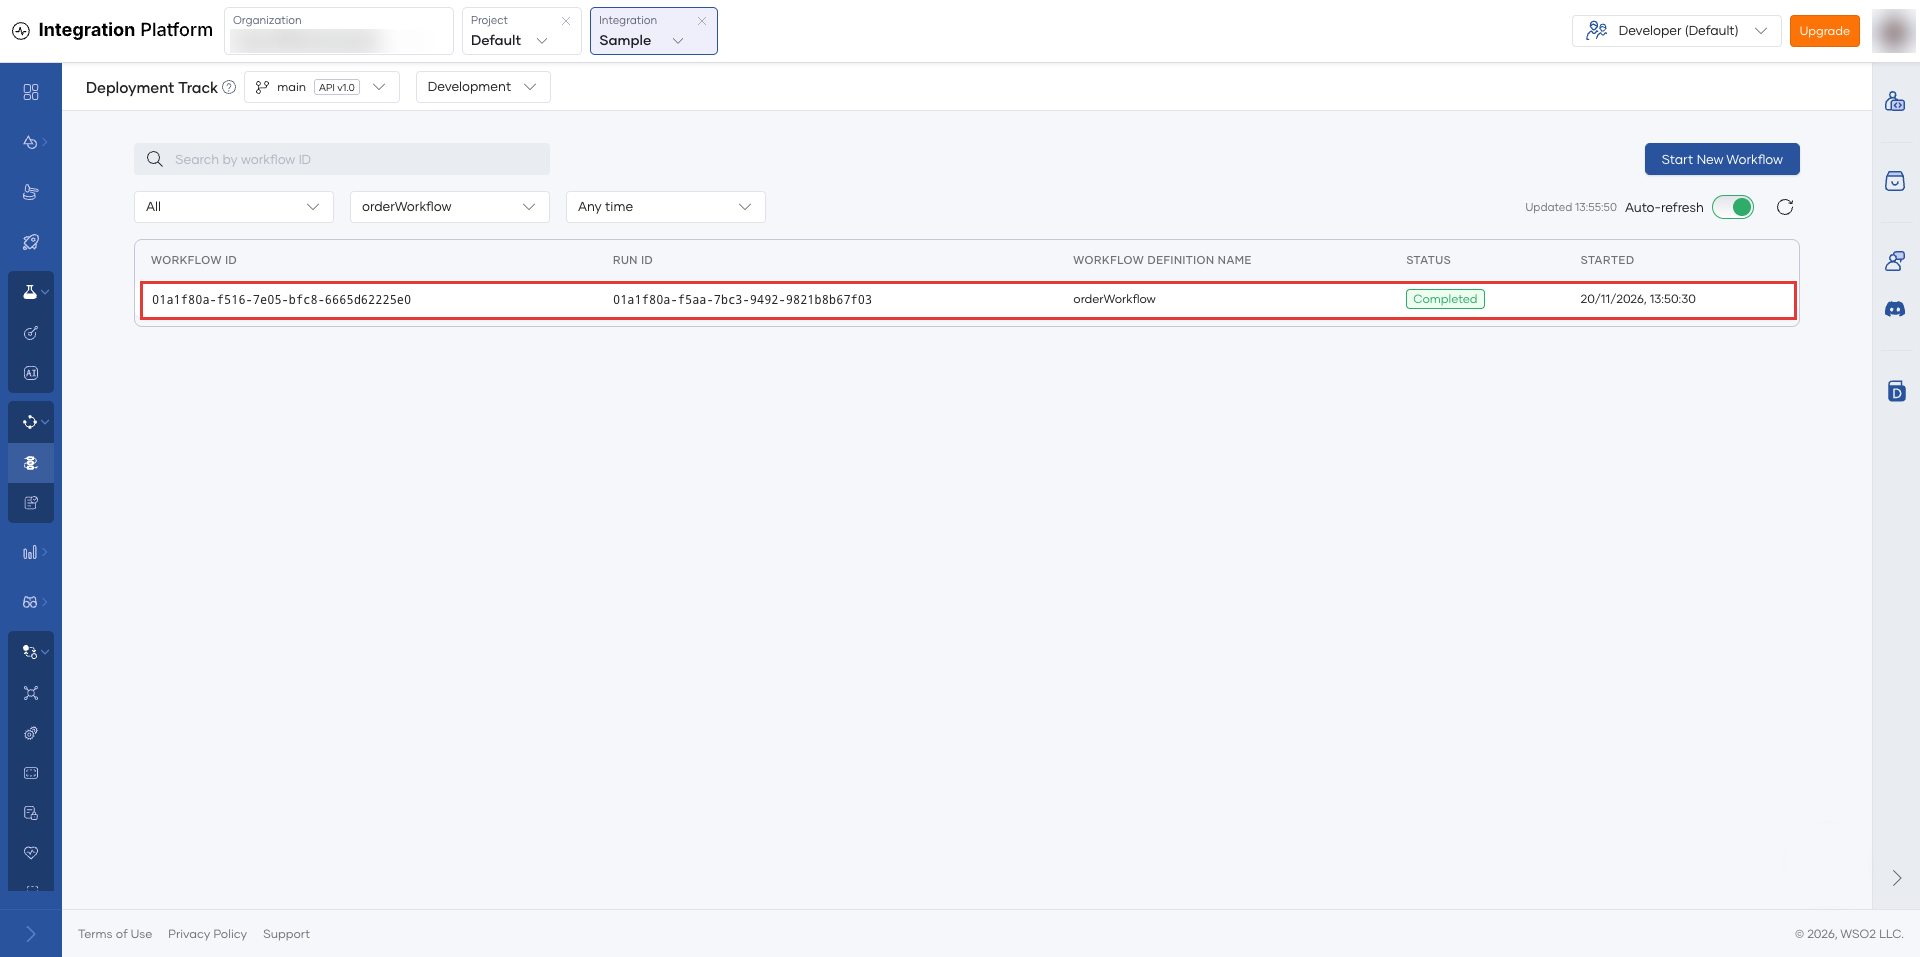 Integration Platform
Organization
Project
Default
Integration
Sample
Developer (Default)
Upgrade
Deployment Track
main API v1.0
Development
Search by workflow ID
Start New Workflow
All
orderWorkflow
Any time
Updated 13:55:50 Auto-refresh
WORKFLOW ID RUN ID WORKFLOW DEFINITION NAME STATUS STARTED
01a1f80a-f516-7e05-bfc8-6665d62225e0 01a1f80a-f5aa-7bc3-9492-9821b8b67f03 orderWorkflow Completed 20/11/2026, 13:50:30
AI
D
Terms of Use Privacy Policy Support
© 2026, WSO2 LLC.